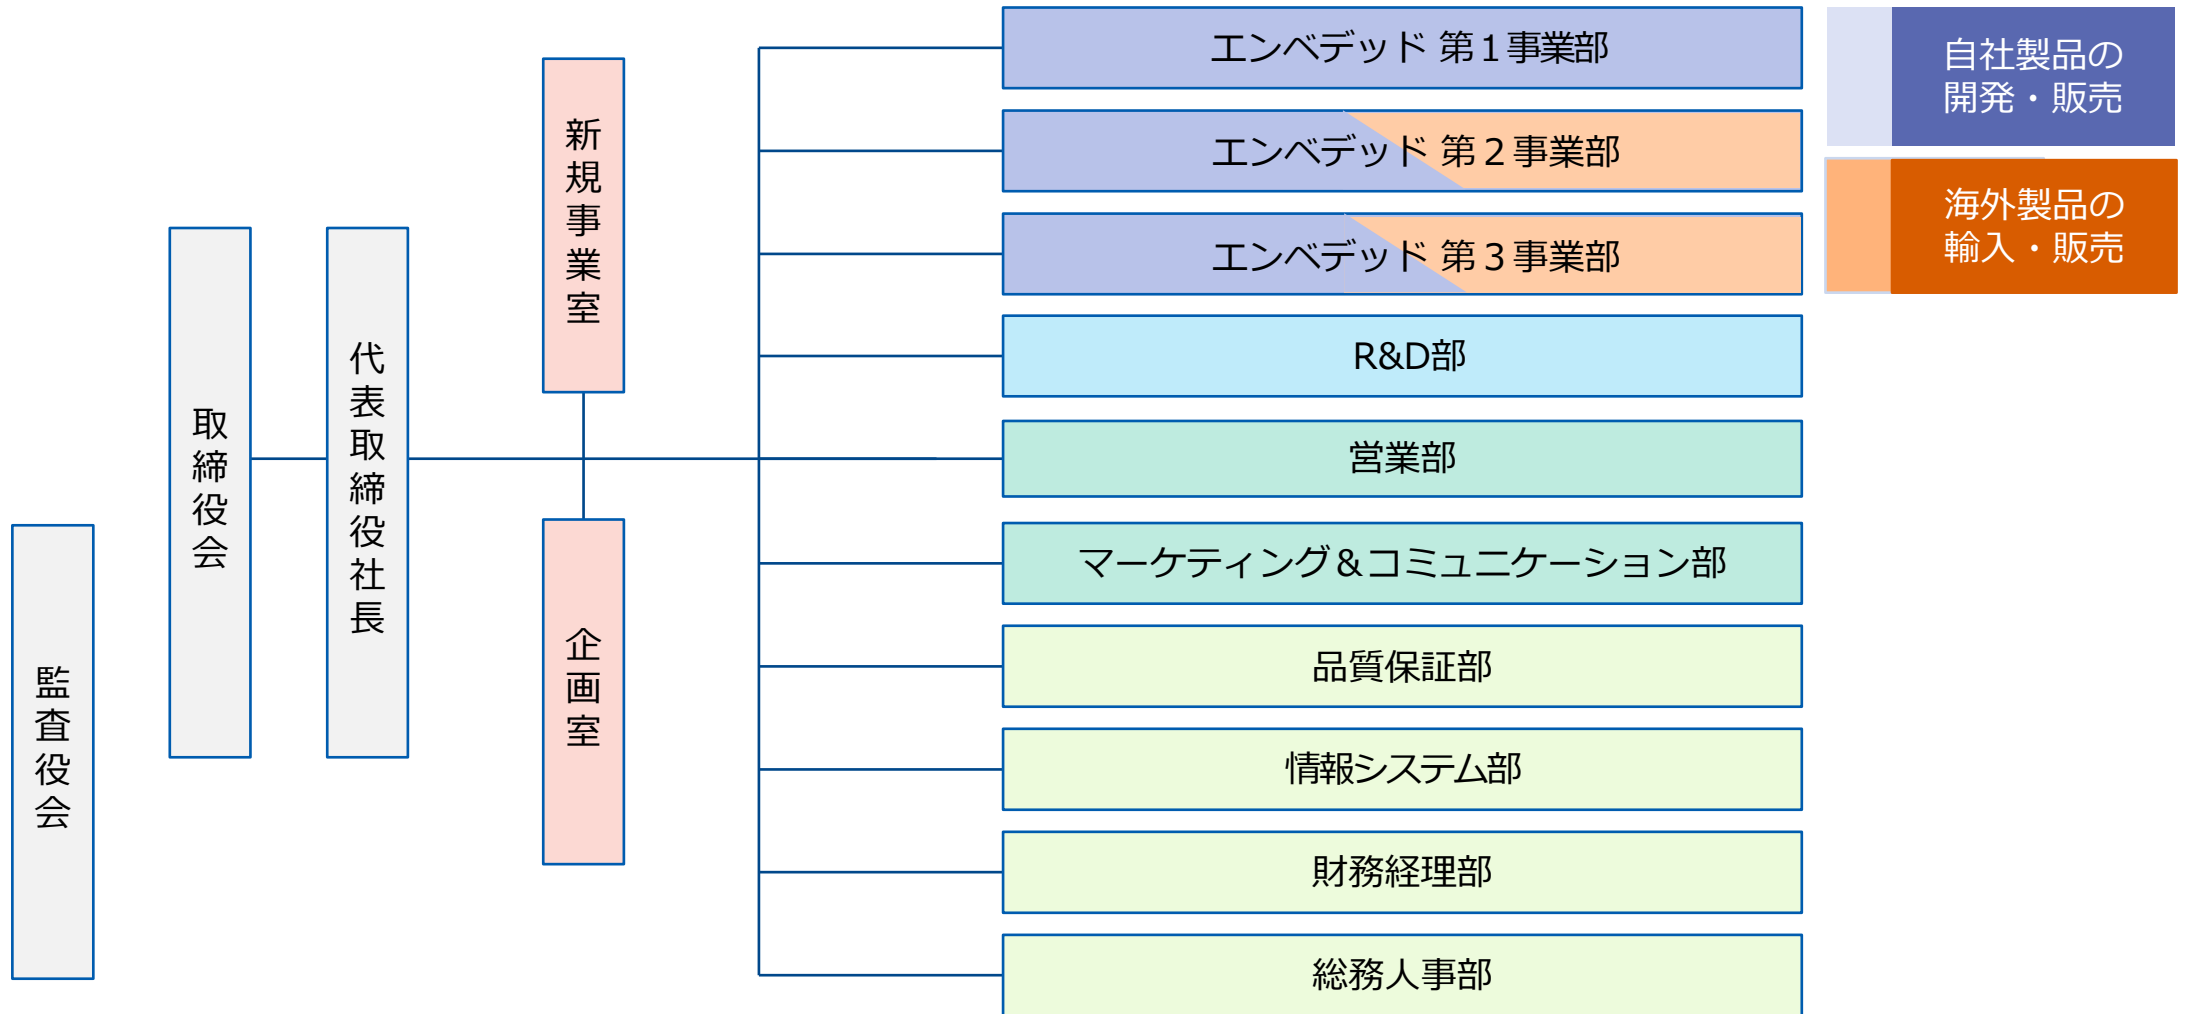 監査役会
取締役会
代表取締役社長
新規事業室
企画室
エンベデッド 第１事業部
エンベデッド 第２事業部
エンベデッド 第３事業部
R&D部
営業部
マーケティング＆コミュニケーション部
品質保証部
情報システム部
財務経理部
総務人事部
自社製品の
開発・販売
海外製品の
輸入・販売